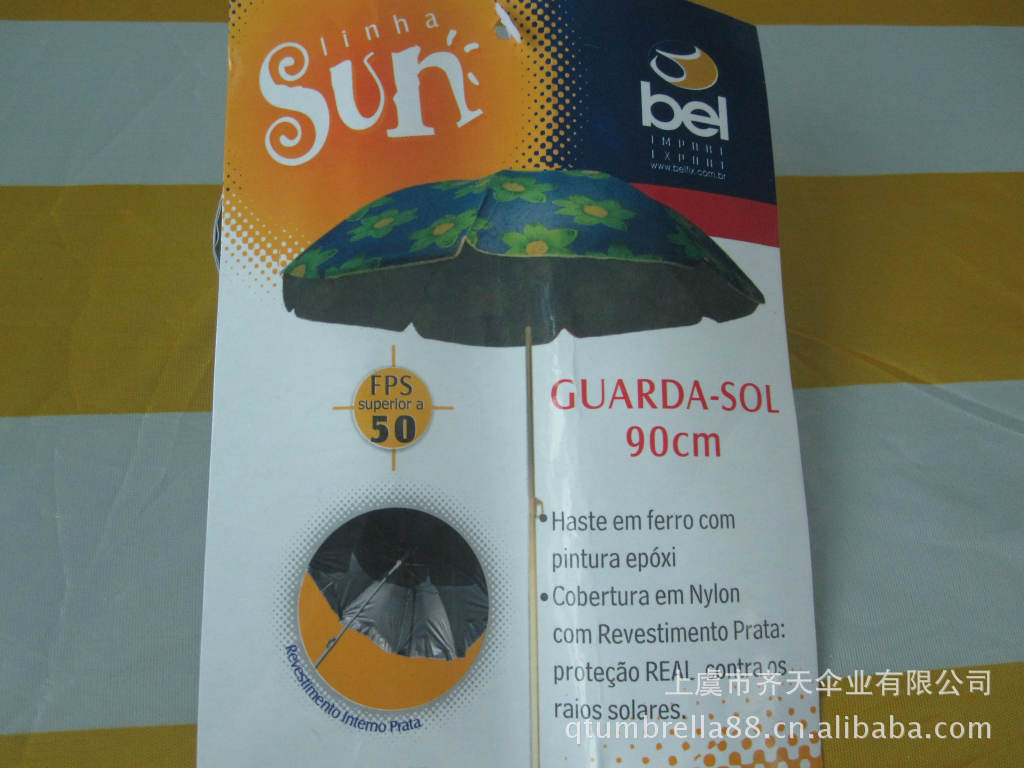 linha
Sun
bel
IMPORT
EXPORT
www.belfix.com.br
FPS
superior a
50
GUARDA-SOL
90cm
•Haste em ferro com
pintura epóxi
•Cobertura em Nylon
com Revestimento Prata:
proteção REAL contra os
raios solares.
Revestimento Interno Prata
上虞市齐天伞业有限公司
qtumbrella88.cn.alibaba.com